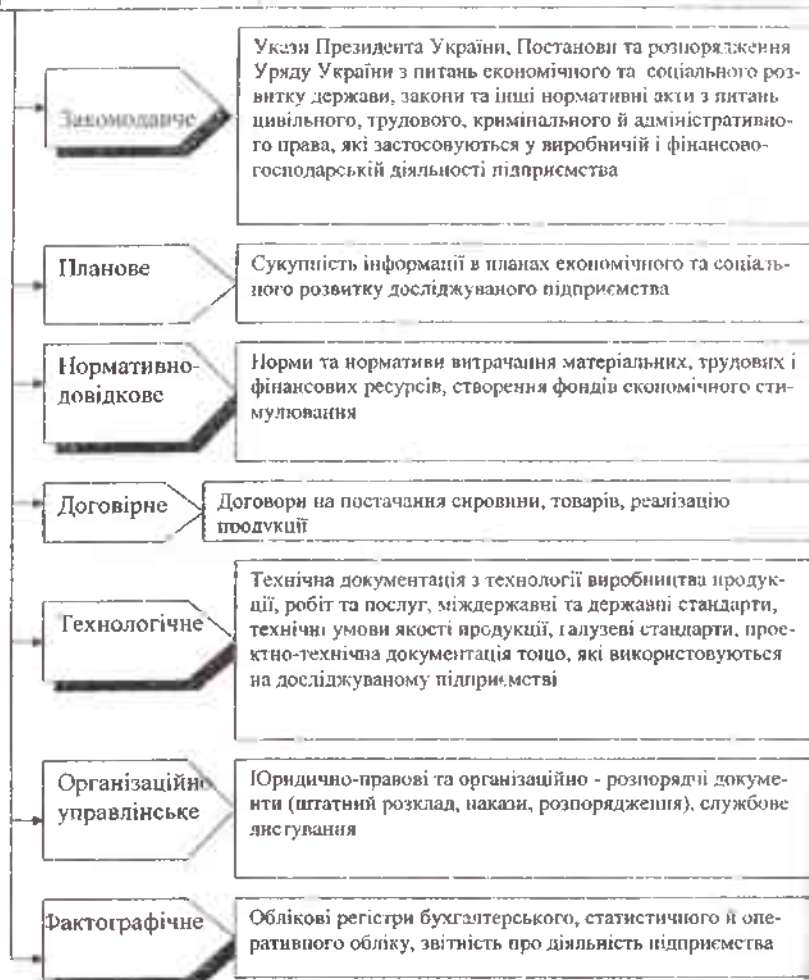 Законодавче
Укази Президента України, Постанови та розпорядження
Уряду України з питань економічного та соціального роз-
витку держави, закони та інші нормативні акти з питань
цивільного, трудового, кримінального й адміністративно-
го права, які застосовуються у виробничій і фінансово-
господарській діяльності підприємства
Планове
Сукупність інформації в планах економічного та соціаль-
ного розвитку досліджуваного підприємства
Нормативно-
довідкове
Норми та нормативи витрачання матеріальних, трудових і
фінансових ресурсів, створення фондів економічного сти-
мулювання
Договірне
Договори на постачання сировини, товарів, реалізацію
продукції
Технологічне
Технічна документація з технології виробництва продук-
ції, робіт та послуг, міждержавні та державні стандарти,
технічні умови якості продукції, галузеві стандарти, прое-
ктно-технічна документація тощо, які використовуються
на досліджуваному підприємстві
Організаційно
управлінське
Юридично-правові та організаційно - розпорядчі докуме-
нти (штатний розклад, накази, розпорядження), службове
листування
Фактографічне
Облікові регістри бухгалтерського, статистичного й опе-
ративного обліку, звітність про діяльність підприємства